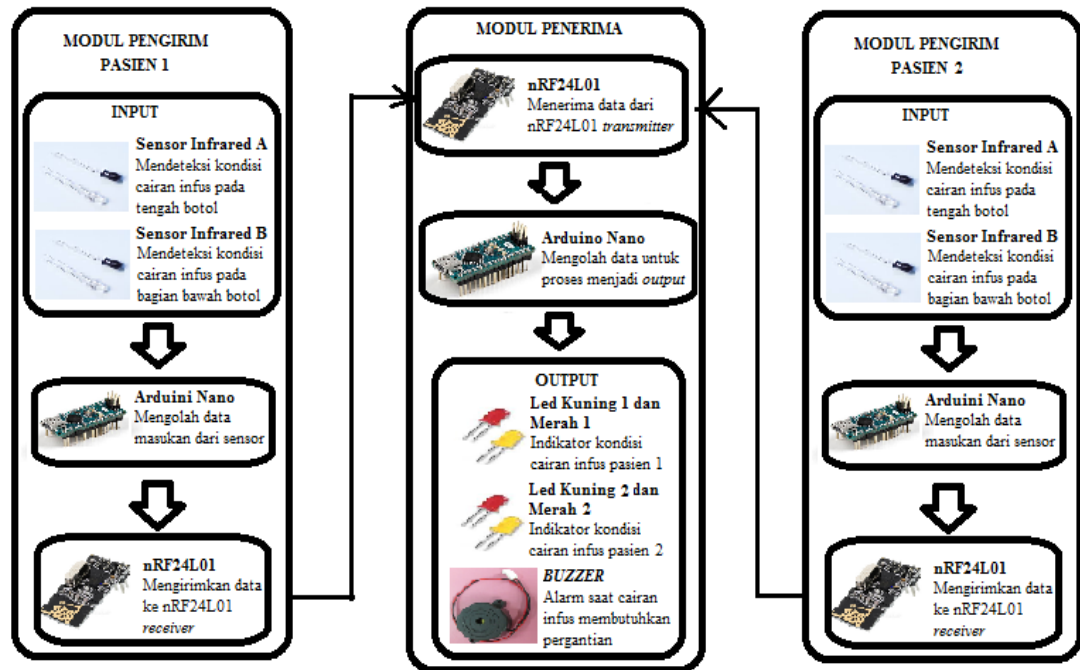 MODUL PENGIRIM
PASIEN 1
INPUT
Sensor Infrared A
Mendeteksi kondisi
cairan infus pada
tengah botol
Sensor Infrared B
Mendeteksi kondisi
cairan infus pada
bagian bawah botol
Arduini Nano
Mengolah data
masukan dari sensor
nRF24L01
Mengirimkan data
ke nRF24L01
receiver
MODUL PENERIMA
nRF24L01
Menerima data dari
nRF24L01 transmitter
Arduino Nano
Mengolah data untuk
proses menjadi output
OUTPUT
Led Kuning 1 dan
Merah 1
Indikator kondisi
cairan infus pasien 1
Led Kuning 2 dan
Merah 2
Indikator kondisi
cairan infus pasien 2
BUZZER
Alarm saat cairan
infus membutuhkan
pergantian
MODUL PENGIRIM
PASIEN 2
INPUT
Sensor Infrared A
Mendeteksi kondisi
cairan infus pada
tengah botol
Sensor Infrared B
Mendeteksi kondisi
cairan infus pada
bagian bawah botol
Arduini Nano
Mengolah data
masukan dari sensor
nRF24L01
Mengirimkan data
ke nRF24L01
receiver